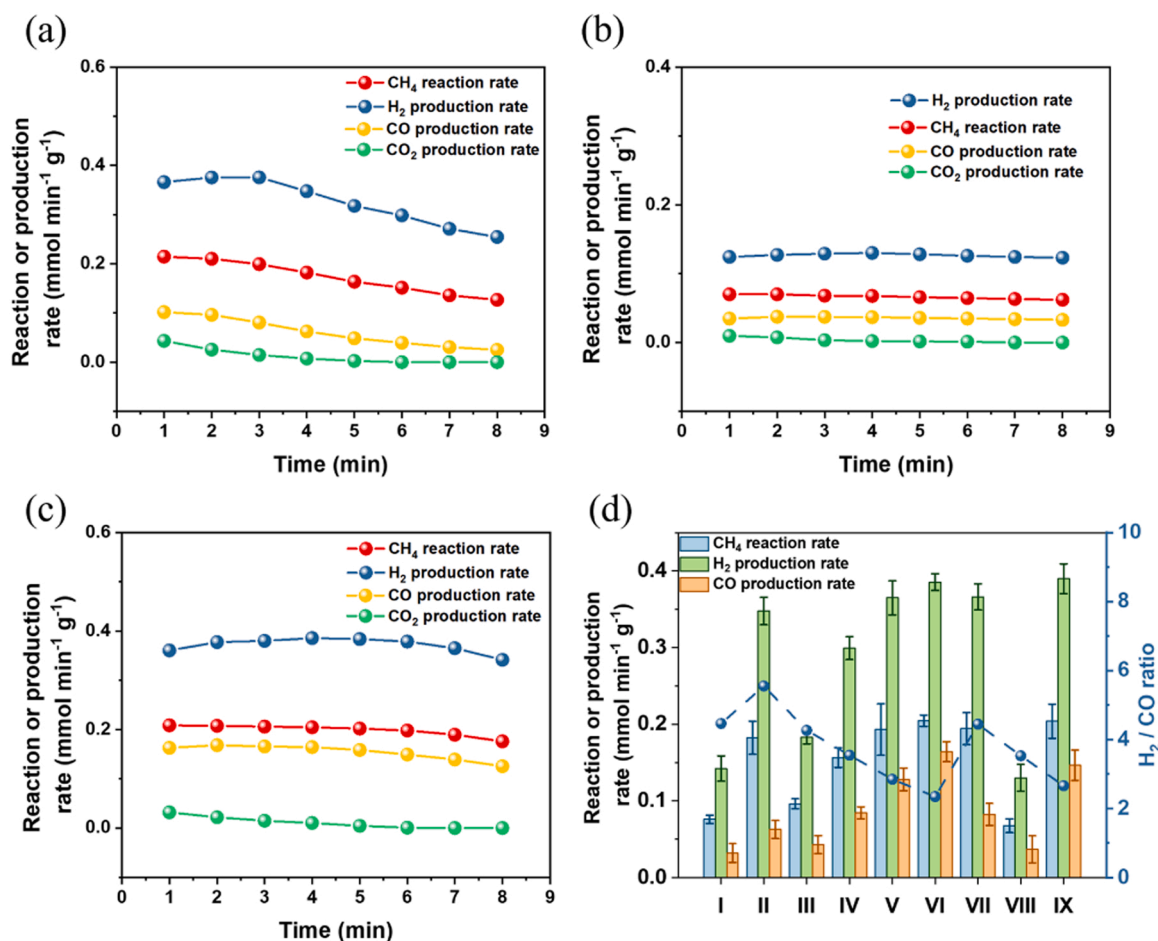 (a)
Reaction or production
rate (mmol min⁻¹ g⁻¹)
0.6
0.4
0.2
0.0
CH₄ reaction rate
H₂ production rate
CO production rate
CO₂ production rate
0 1 2 3 4 5 6 7 8 9
Time (min)
(b)
Reaction or production
rate (mmol min⁻¹ g⁻¹)
0.4
0.2
0.0
H₂ production rate
CH₄ reaction rate
CO production rate
CO₂ production rate
0 1 2 3 4 5 6 7 8 9
Time (min)
(c)
Reaction or production
rate (mmol min⁻¹ g⁻¹)
0.6
0.4
0.2
0.0
CH₄ reaction rate
H₂ production rate
CO production rate
CO₂ production rate
0 1 2 3 4 5 6 7 8 9
Time (min)
(d)
Reaction or production
rate (mmol min⁻¹ g⁻¹)
0.4
0.3
0.2
0.1
0.0
CH₄ reaction rate
H₂ production rate
CO production rate
I II III IV V VI VII VIII IX
10
8
6
4
2
0
H₂ / CO ratio